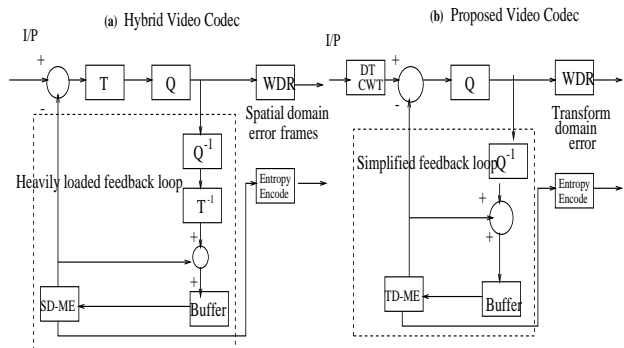 (a) Hybrid Video Codec
I/P
+
-
T
Q
WDR
Spatial domain
error frames
Q-1
Heavily loaded feedback loop
T-1
+
+
+
SD-ME
Buffer
Entropy
Encode
(b) Proposed Video Codec
I/P
DT
CWT
+
-
Q
WDR
Transform
domain
error
Simplified feedback loop
Q-1
+
+
+
TD-ME
Buffer
Entropy
Encode